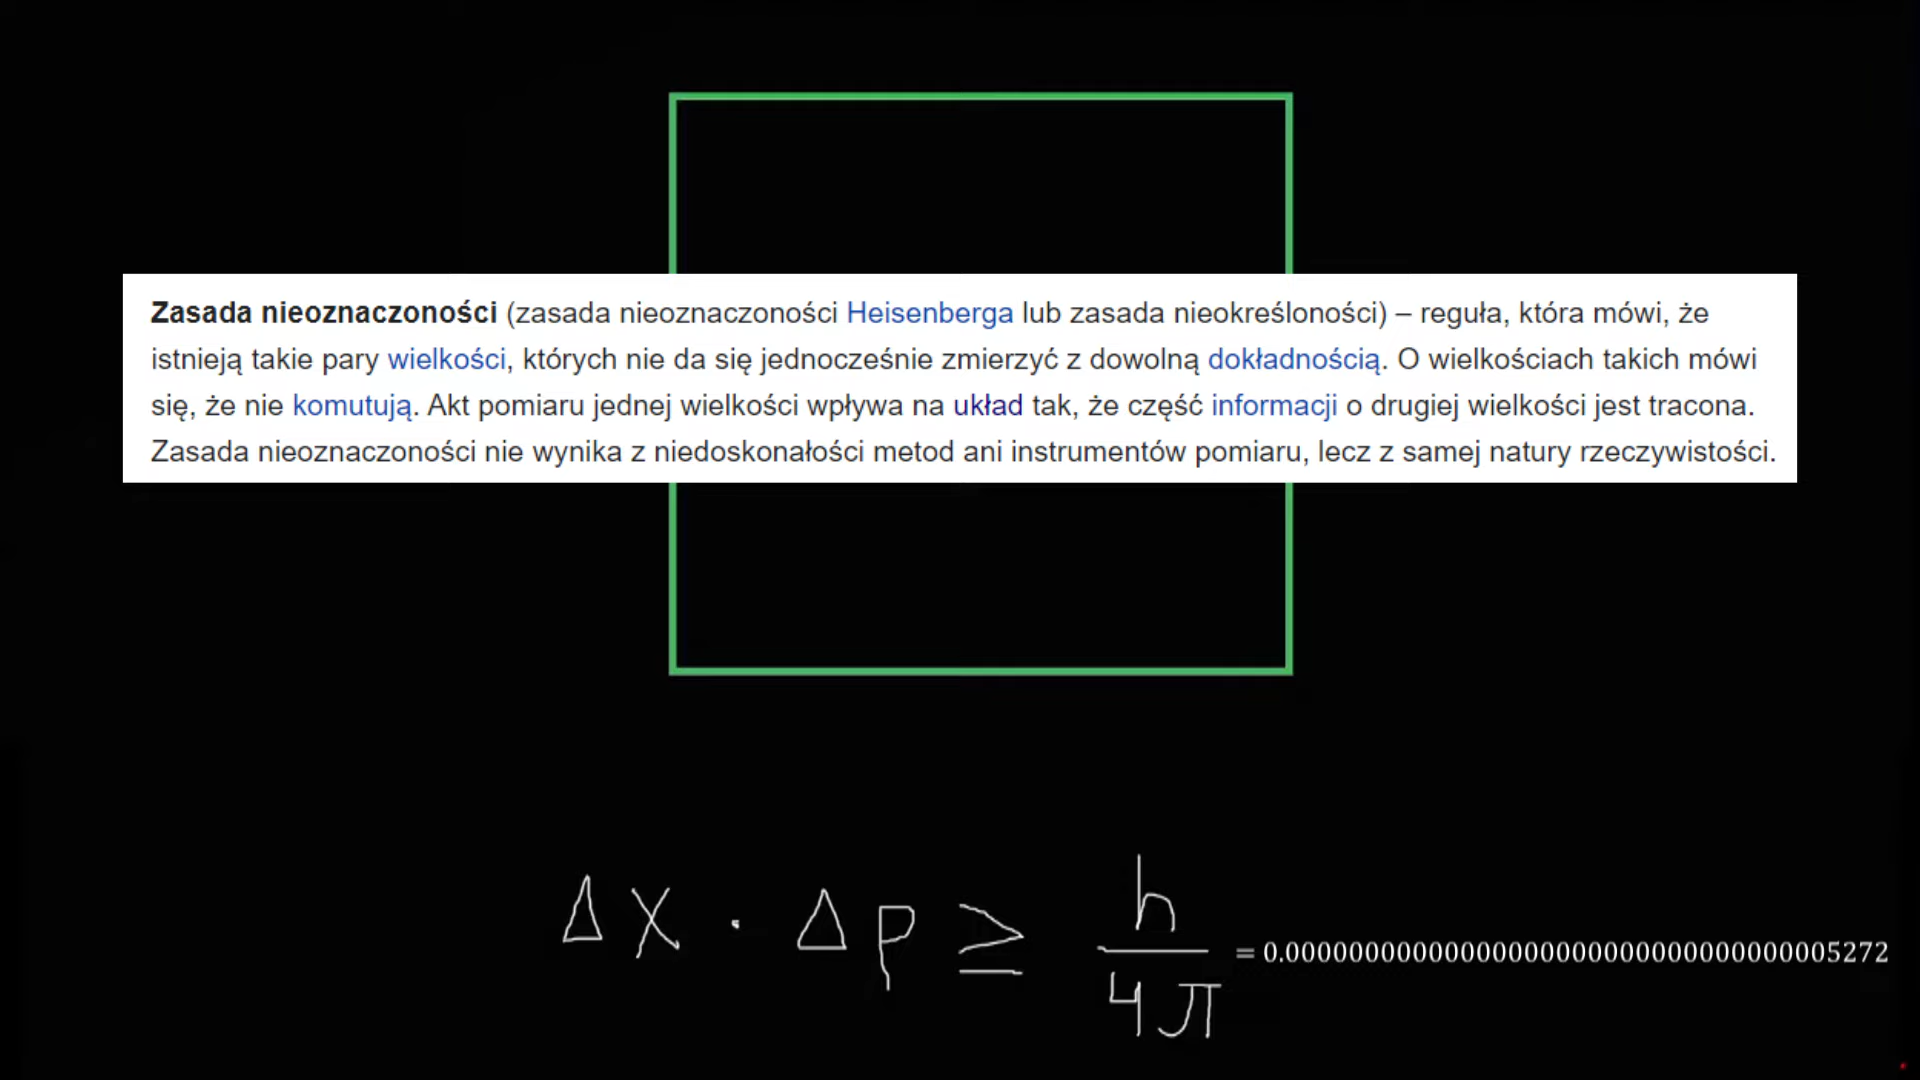 Zasada nieoznaczoności (zasada nieoznaczoności Heisenberga lub zasada nieokreśloności) – reguła, która mówi, że
istnieją takie pary wielkości, których nie da się jednocześnie zmierzyć z dowolną dokładnością. O wielkościach takich mówi
się, że nie komutują. Akt pomiaru jednej wielkości wpływa na układ tak, że część informacji o drugiej wielkości jest tracona.
Zasada nieoznaczoności nie wynika z niedoskonałości metod ani instrumentów pomiaru, lecz z samej natury rzeczywistości.
Δx · Δp ≥ h/4π = 0.00000000000000000000000000000000005272